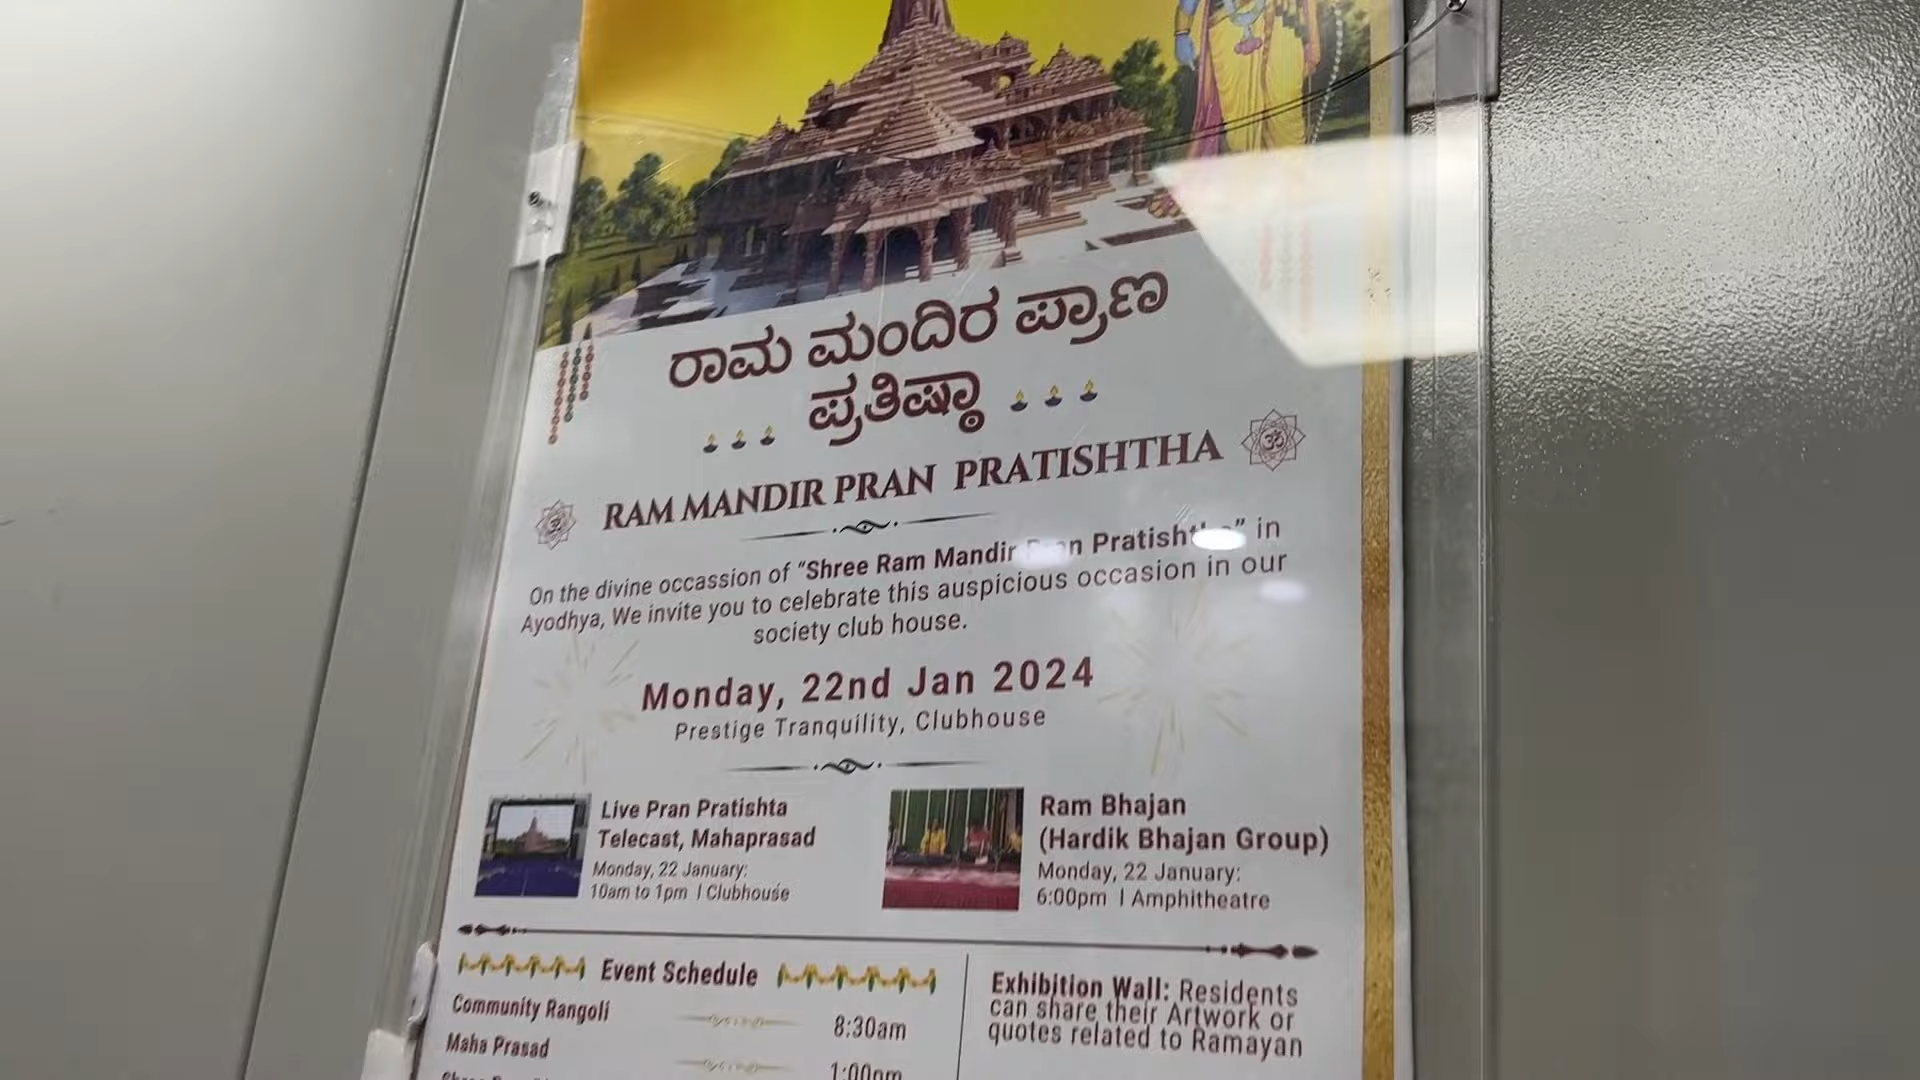 ರಾಮ ಮಂದಿರ ಪ್ರಾಣ
ಪ್ರತಿಷ್ಠಾ
RAM MANDIR PRAN PRATISHTHA
On the divine occassion of "Shree Ram Mandir Pratishtha" in
Ayodhya, We invite you to celebrate this auspicious occasion in our
society club house.
Monday, 22nd Jan 2024
Prestige Tranquility, Clubhouse
Live Pran Pratishta
Telecast, Mahaprasad
Monday, 22 January:
10am to 1pm | Clubhouse
Ram Bhajan
(Hardik Bhajan Group)
Monday, 22 January:
6:00pm | Amphitheatre
Event Schedule
Community Rangoli 8:30am
Maha Prasad 1:00pm
Exhibition Wall: Residents
can share their Artwork or
quotes related to Ramayan